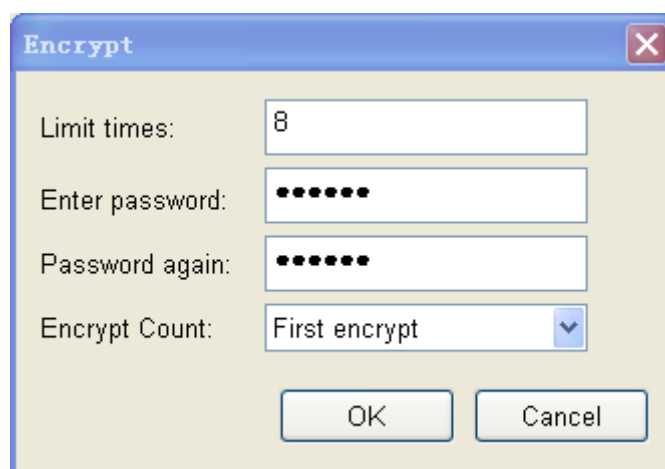 Encrypt
Limit times: 8
Enter password: ••••••
Password again: ••••••
Encrypt Count: First encrypt
OK Cancel